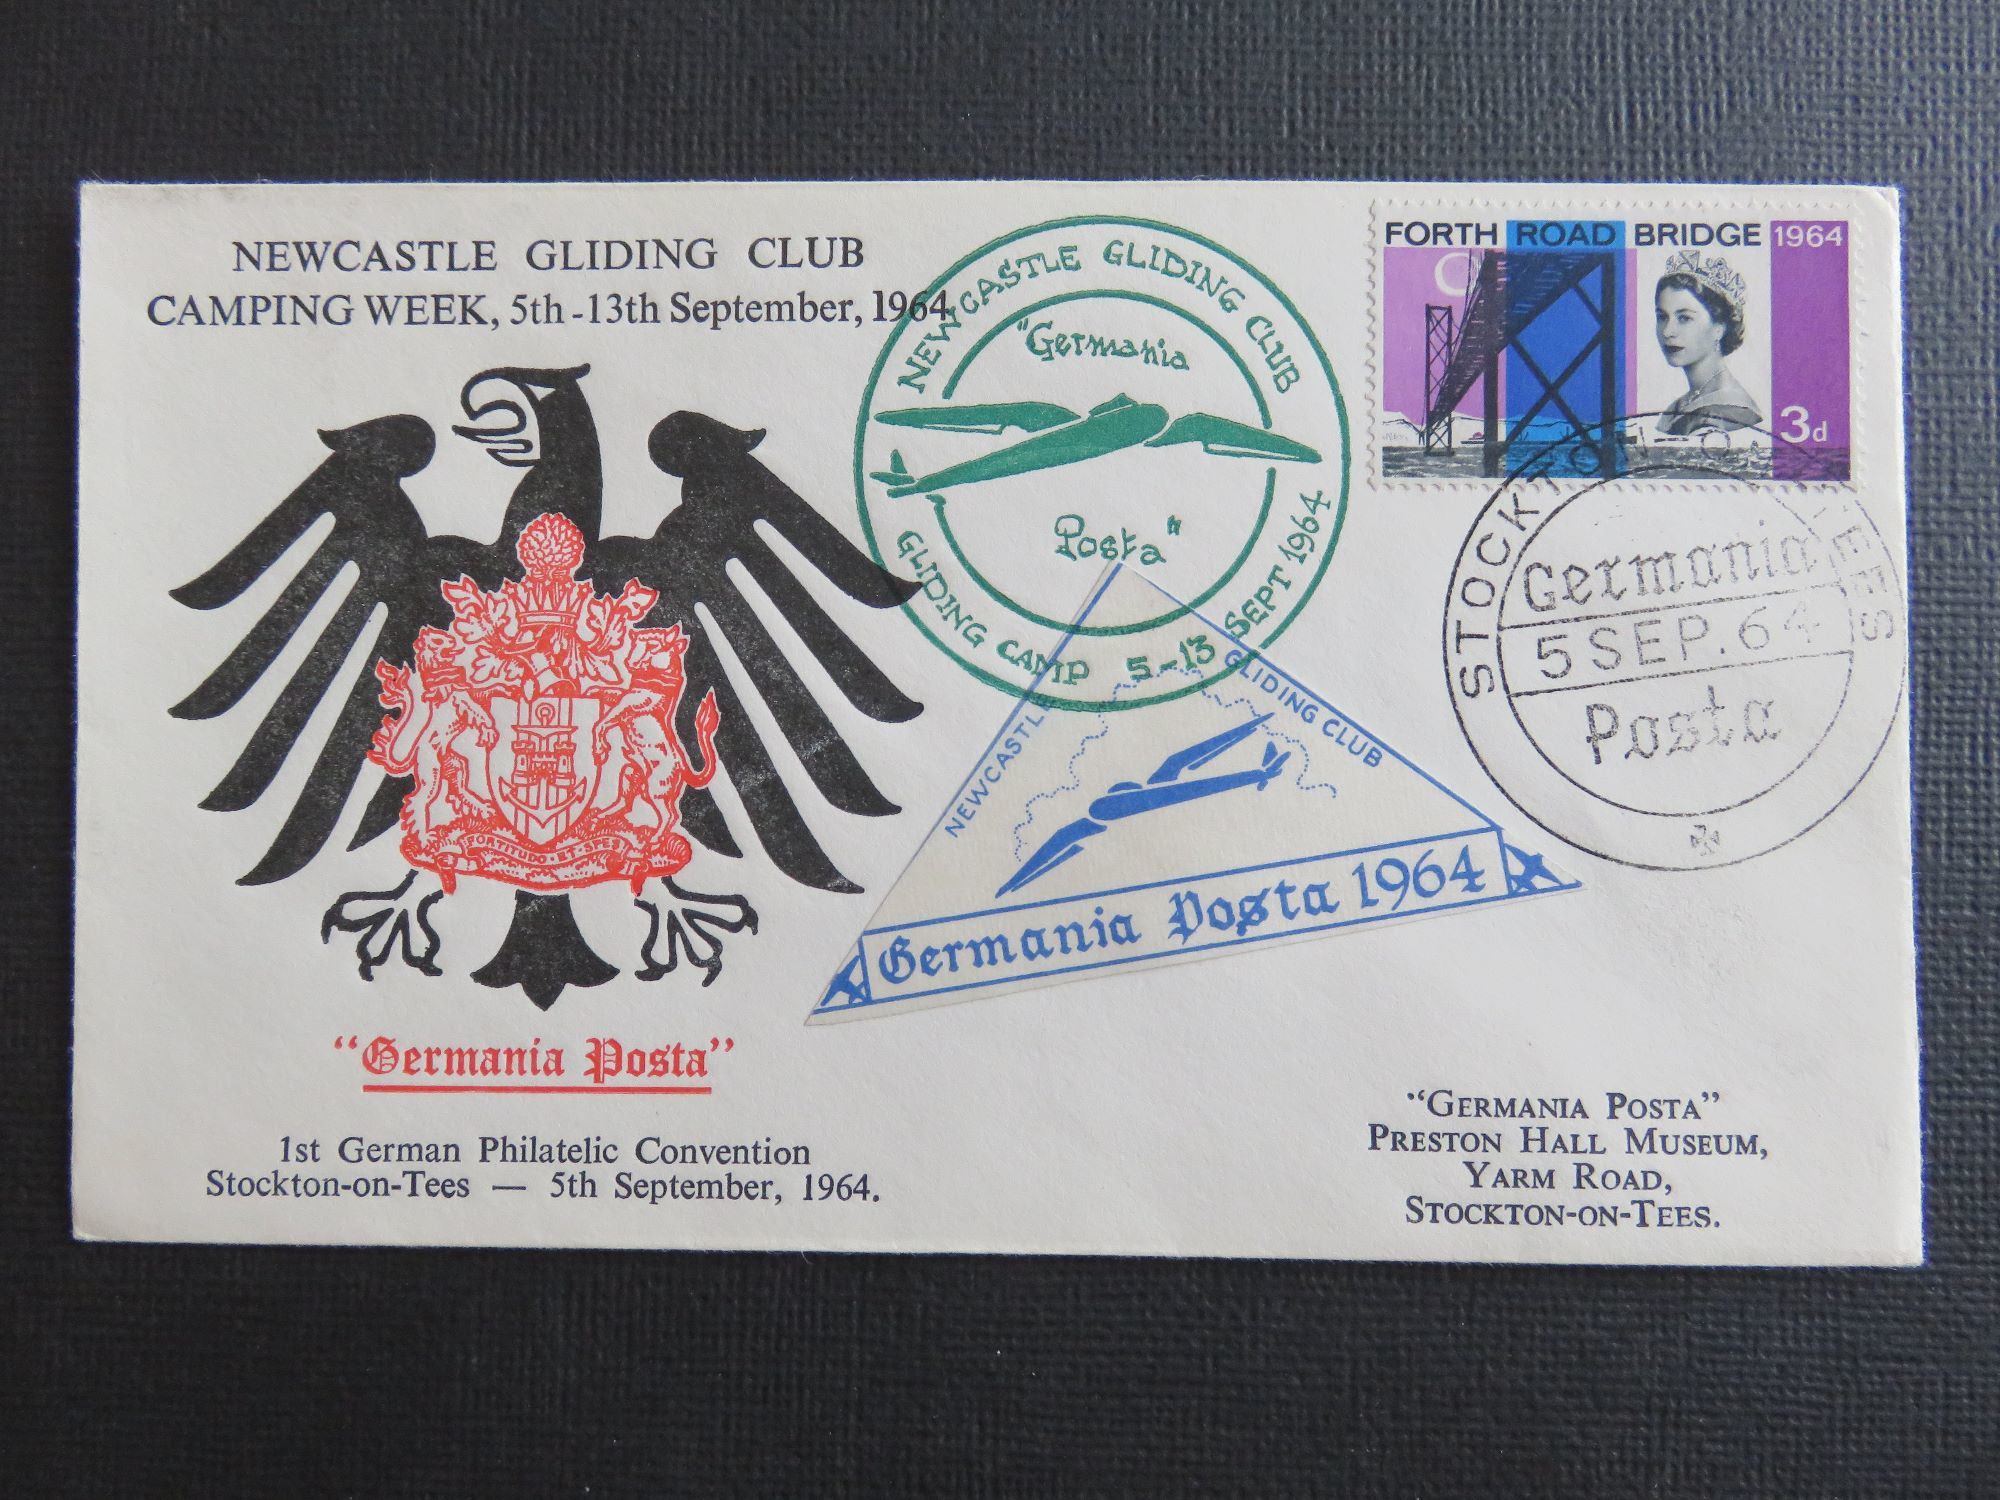 NEWCASTLE GLIDING CLUB
CAMPING WEEK, 5th-13th September, 1964
NEWCASTLE GLIDING CLUB
"Germania
Posta"
GLIDING CAMP 5-13 SEPT 1964
FORTH ROAD BRIDGE 1964
3d
STOCKTON-ON-TEES
Germania
5 SEP. 64
Posta
FORTITUDO·ET·SPES
NEWCASTLE GLIDING CLUB
Germania Posta 1964
"Germania Posta"
1st German Philatelic Convention
Stockton-on-Tees — 5th September, 1964.
"GERMANIA POSTA"
PRESTON HALL MUSEUM,
YARM ROAD,
STOCKTON-ON-TEES.